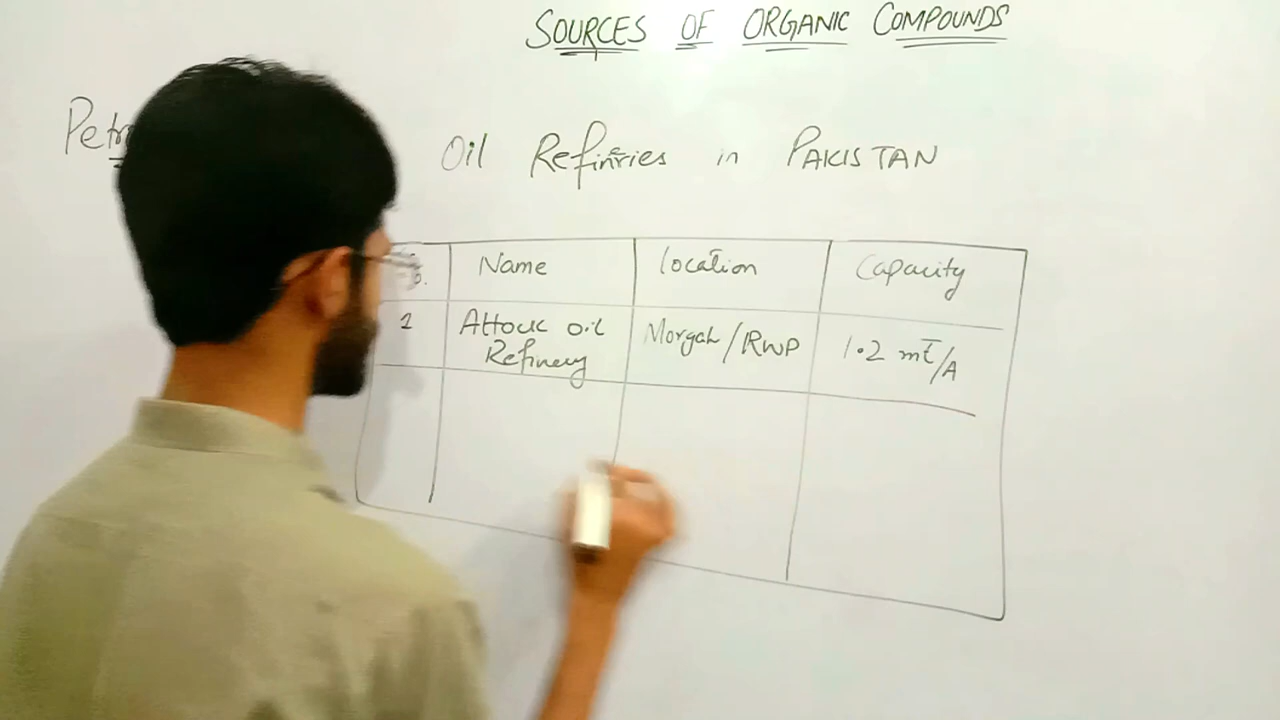 SOURCES OF ORGANIC COMPOUNDS
Oil Refineries in PAKISTAN
Name location Capacity
1 Attock oil Refinery Morgah/RWP 1.2 mt/A